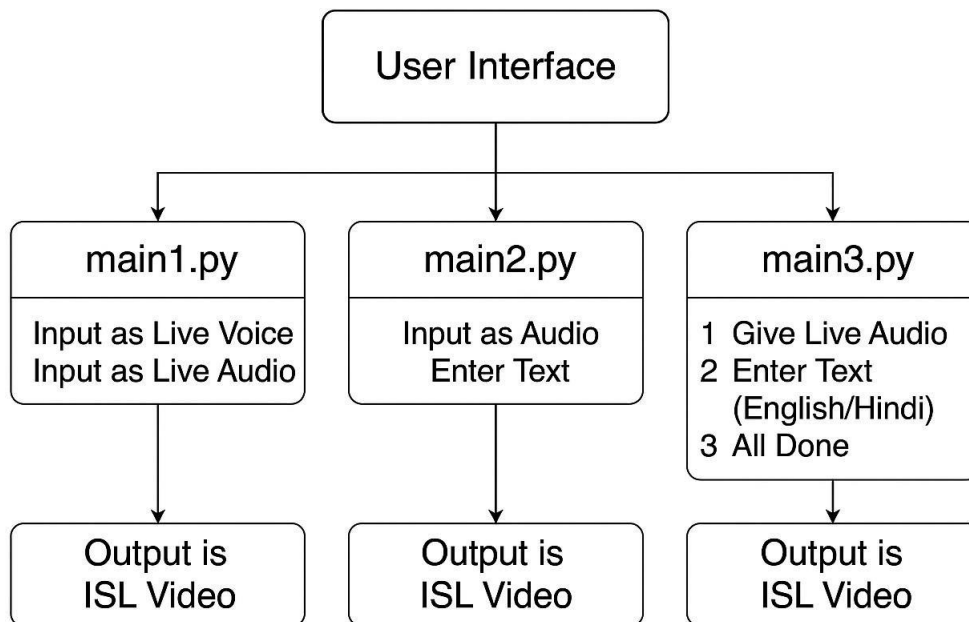 User Interface
main1.py
Input as Live Voice
Input as Live Audio
Output is
ISL Video
main2.py
Input as Audio
Enter Text
Output is
ISL Video
main3.py
1 Give Live Audio
2 Enter Text
(English/Hindi)
3 All Done
Output is
ISL Video